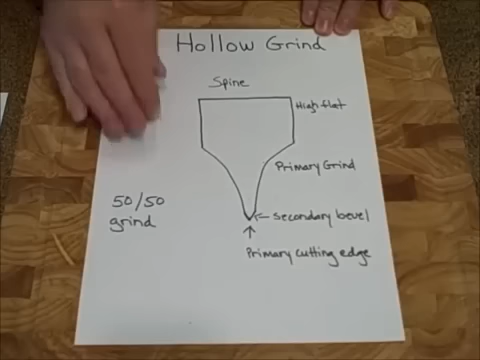 Hollow Grind
Spine
High flat
Primary Grind
50/50
grind
Secondary bevel
Primary cutting edge